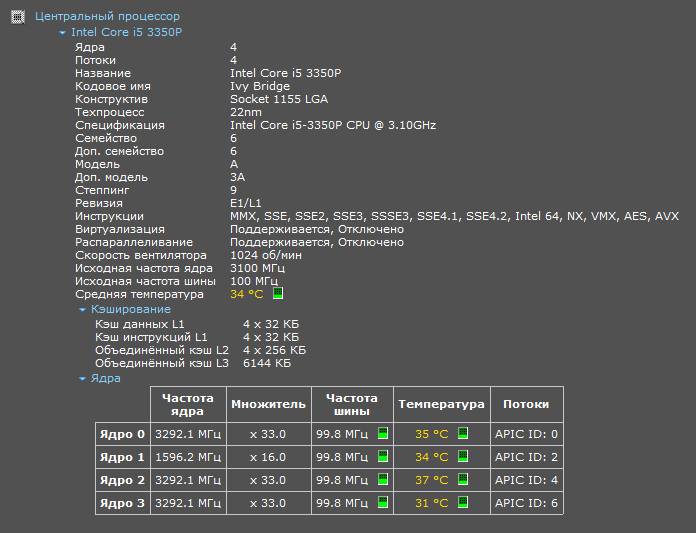 Центральный процессор
Intel Core i5 3350P
Ядра 4
Потоки 4
Название Intel Core i5 3350P
Кодовое имя Ivy Bridge
Конструктив Socket 1155 LGA
Техпроцесс 22nm
Спецификация Intel Core i5-3350P CPU @ 3.10GHz
Семейство 6
Доп. семейство 6
Модель A
Доп. модель 3A
Степпинг 9
Ревизия E1/L1
Инструкции MMX, SSE, SSE2, SSE3, SSSE3, SSE4.1, SSE4.2, Intel 64, NX, VMX, AES, AVX
Виртуализация Поддерживается, Отключено
Распараллеливание Поддерживается, Отключено
Скорость вентилятора 1024 об/мин
Исходная частота ядра 3100 МГц
Исходная частота шины 100 МГц
Средняя температура 34 °C
Кэширование
Кэш данных L1 4 x 32 КБ
Кэш инструкций L1 4 x 32 КБ
Объединённый кэш L2 4 x 256 КБ
Объединённый кэш L3 6144 КБ
Ядра
Частота ядра Множитель Частота шины Температура Потоки
Ядро 0 3292.1 МГц x 33.0 99.8 МГц 35 °C APIC ID: 0
Ядро 1 1596.2 МГц x 16.0 99.8 МГц 34 °C APIC ID: 2
Ядро 2 3292.1 МГц x 33.0 99.8 МГц 37 °C APIC ID: 4
Ядро 3 3292.1 МГц x 33.0 99.8 МГц 31 °C APIC ID: 6